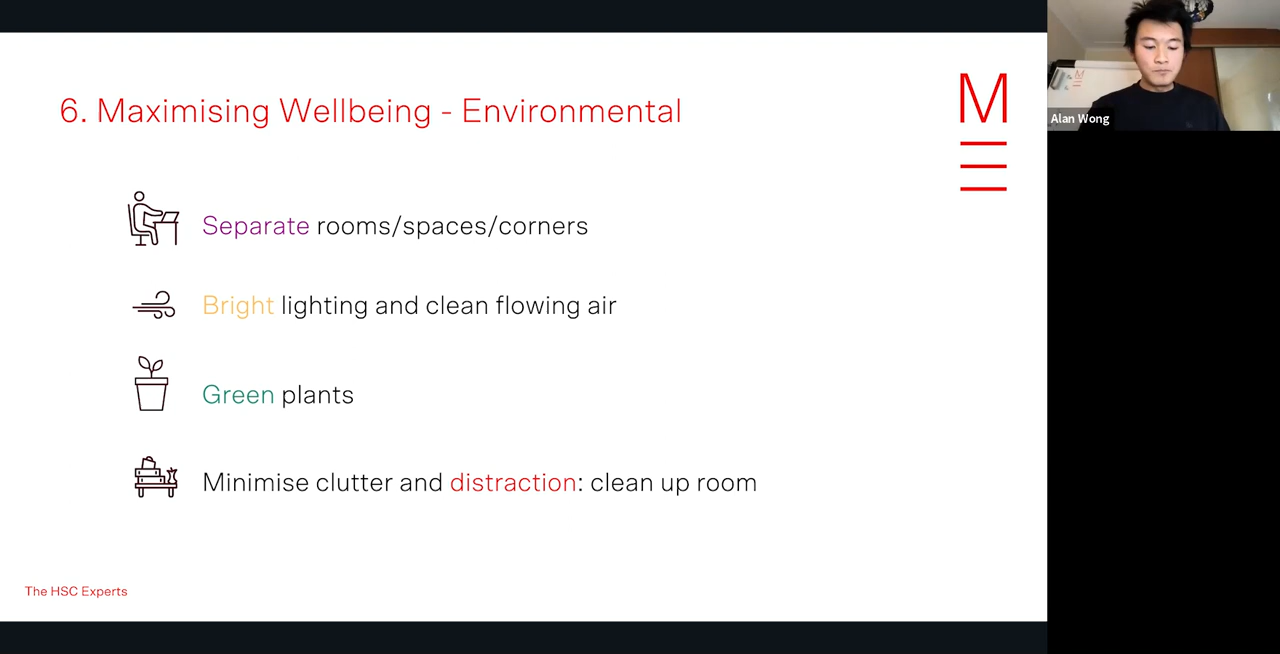 6. Maximising Wellbeing - Environmental
M
Separate rooms/spaces/corners
Bright lighting and clean flowing air
Green plants
Minimise clutter and distraction: clean up room
The HSC Experts
Alan Wong